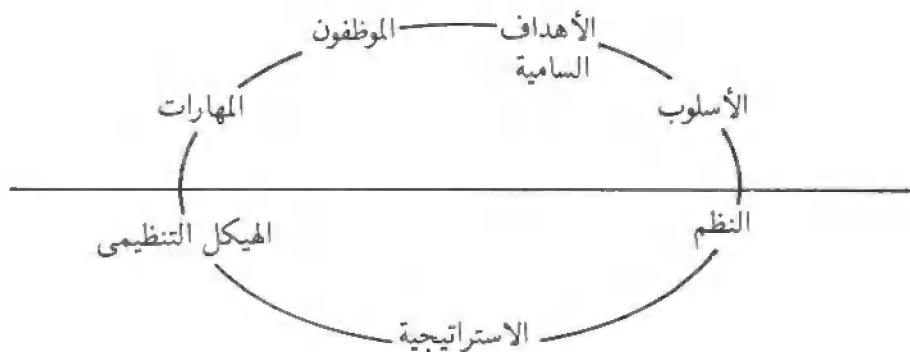 الأهداف
السامية
الموظفون
الأسلوب
المهارات
النظم
الهيكل التنظيمى
الاستراتيجية